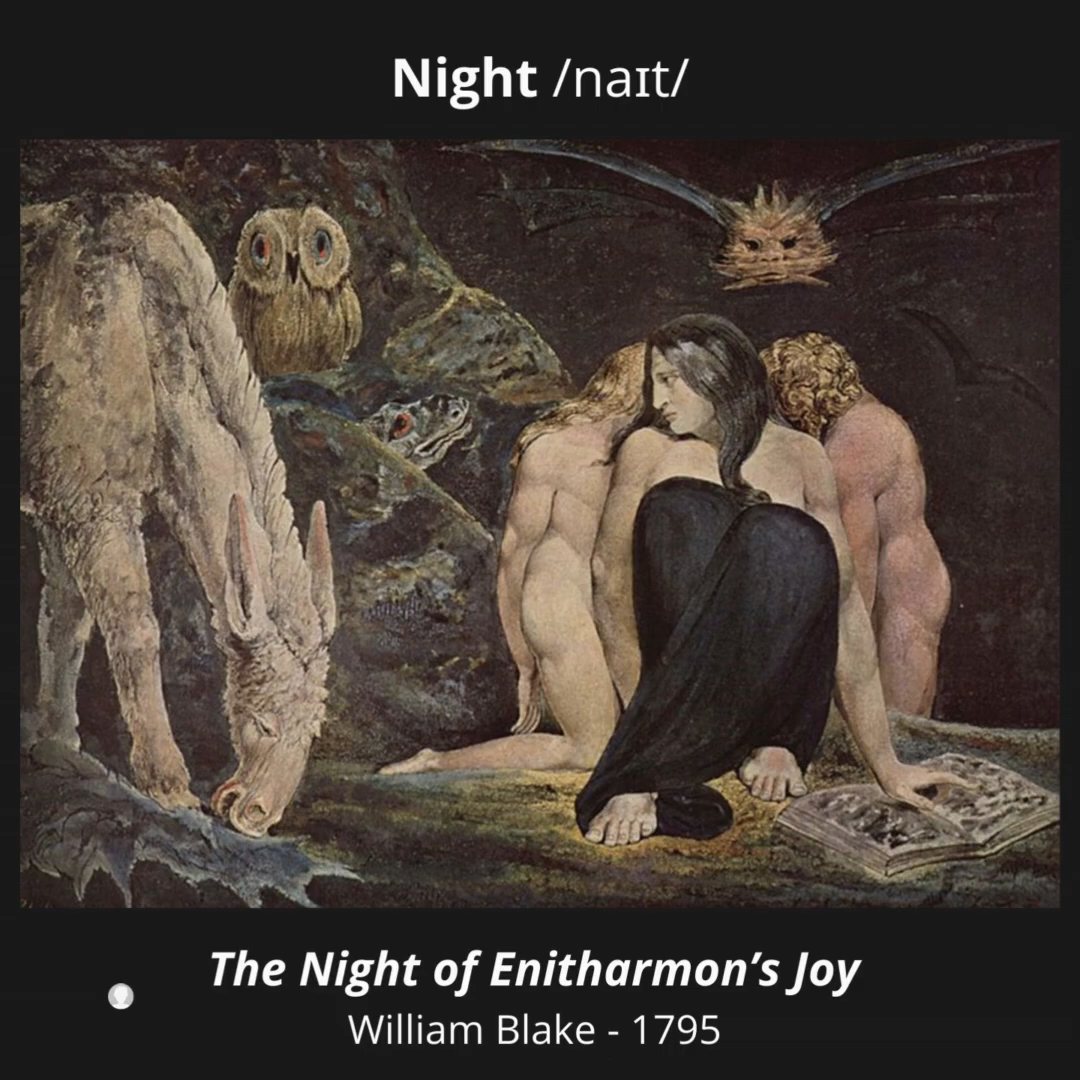 Night /naɪt/
The Night of Enitharmon’s Joy
William Blake - 1795